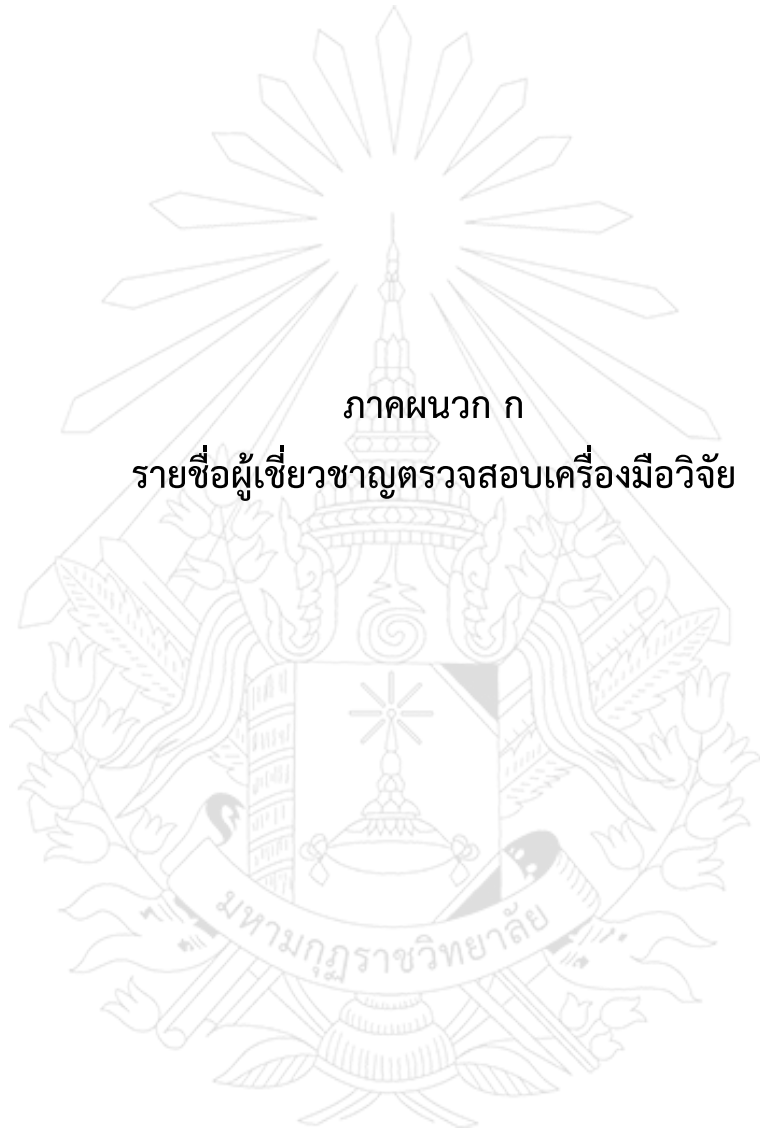 ภาคผนวก ก
รายชื่อผู้เชี่ยวชาญตรวจสอบเครื่องมือวิจัย
มหามกุฏราชวิทยาลัย